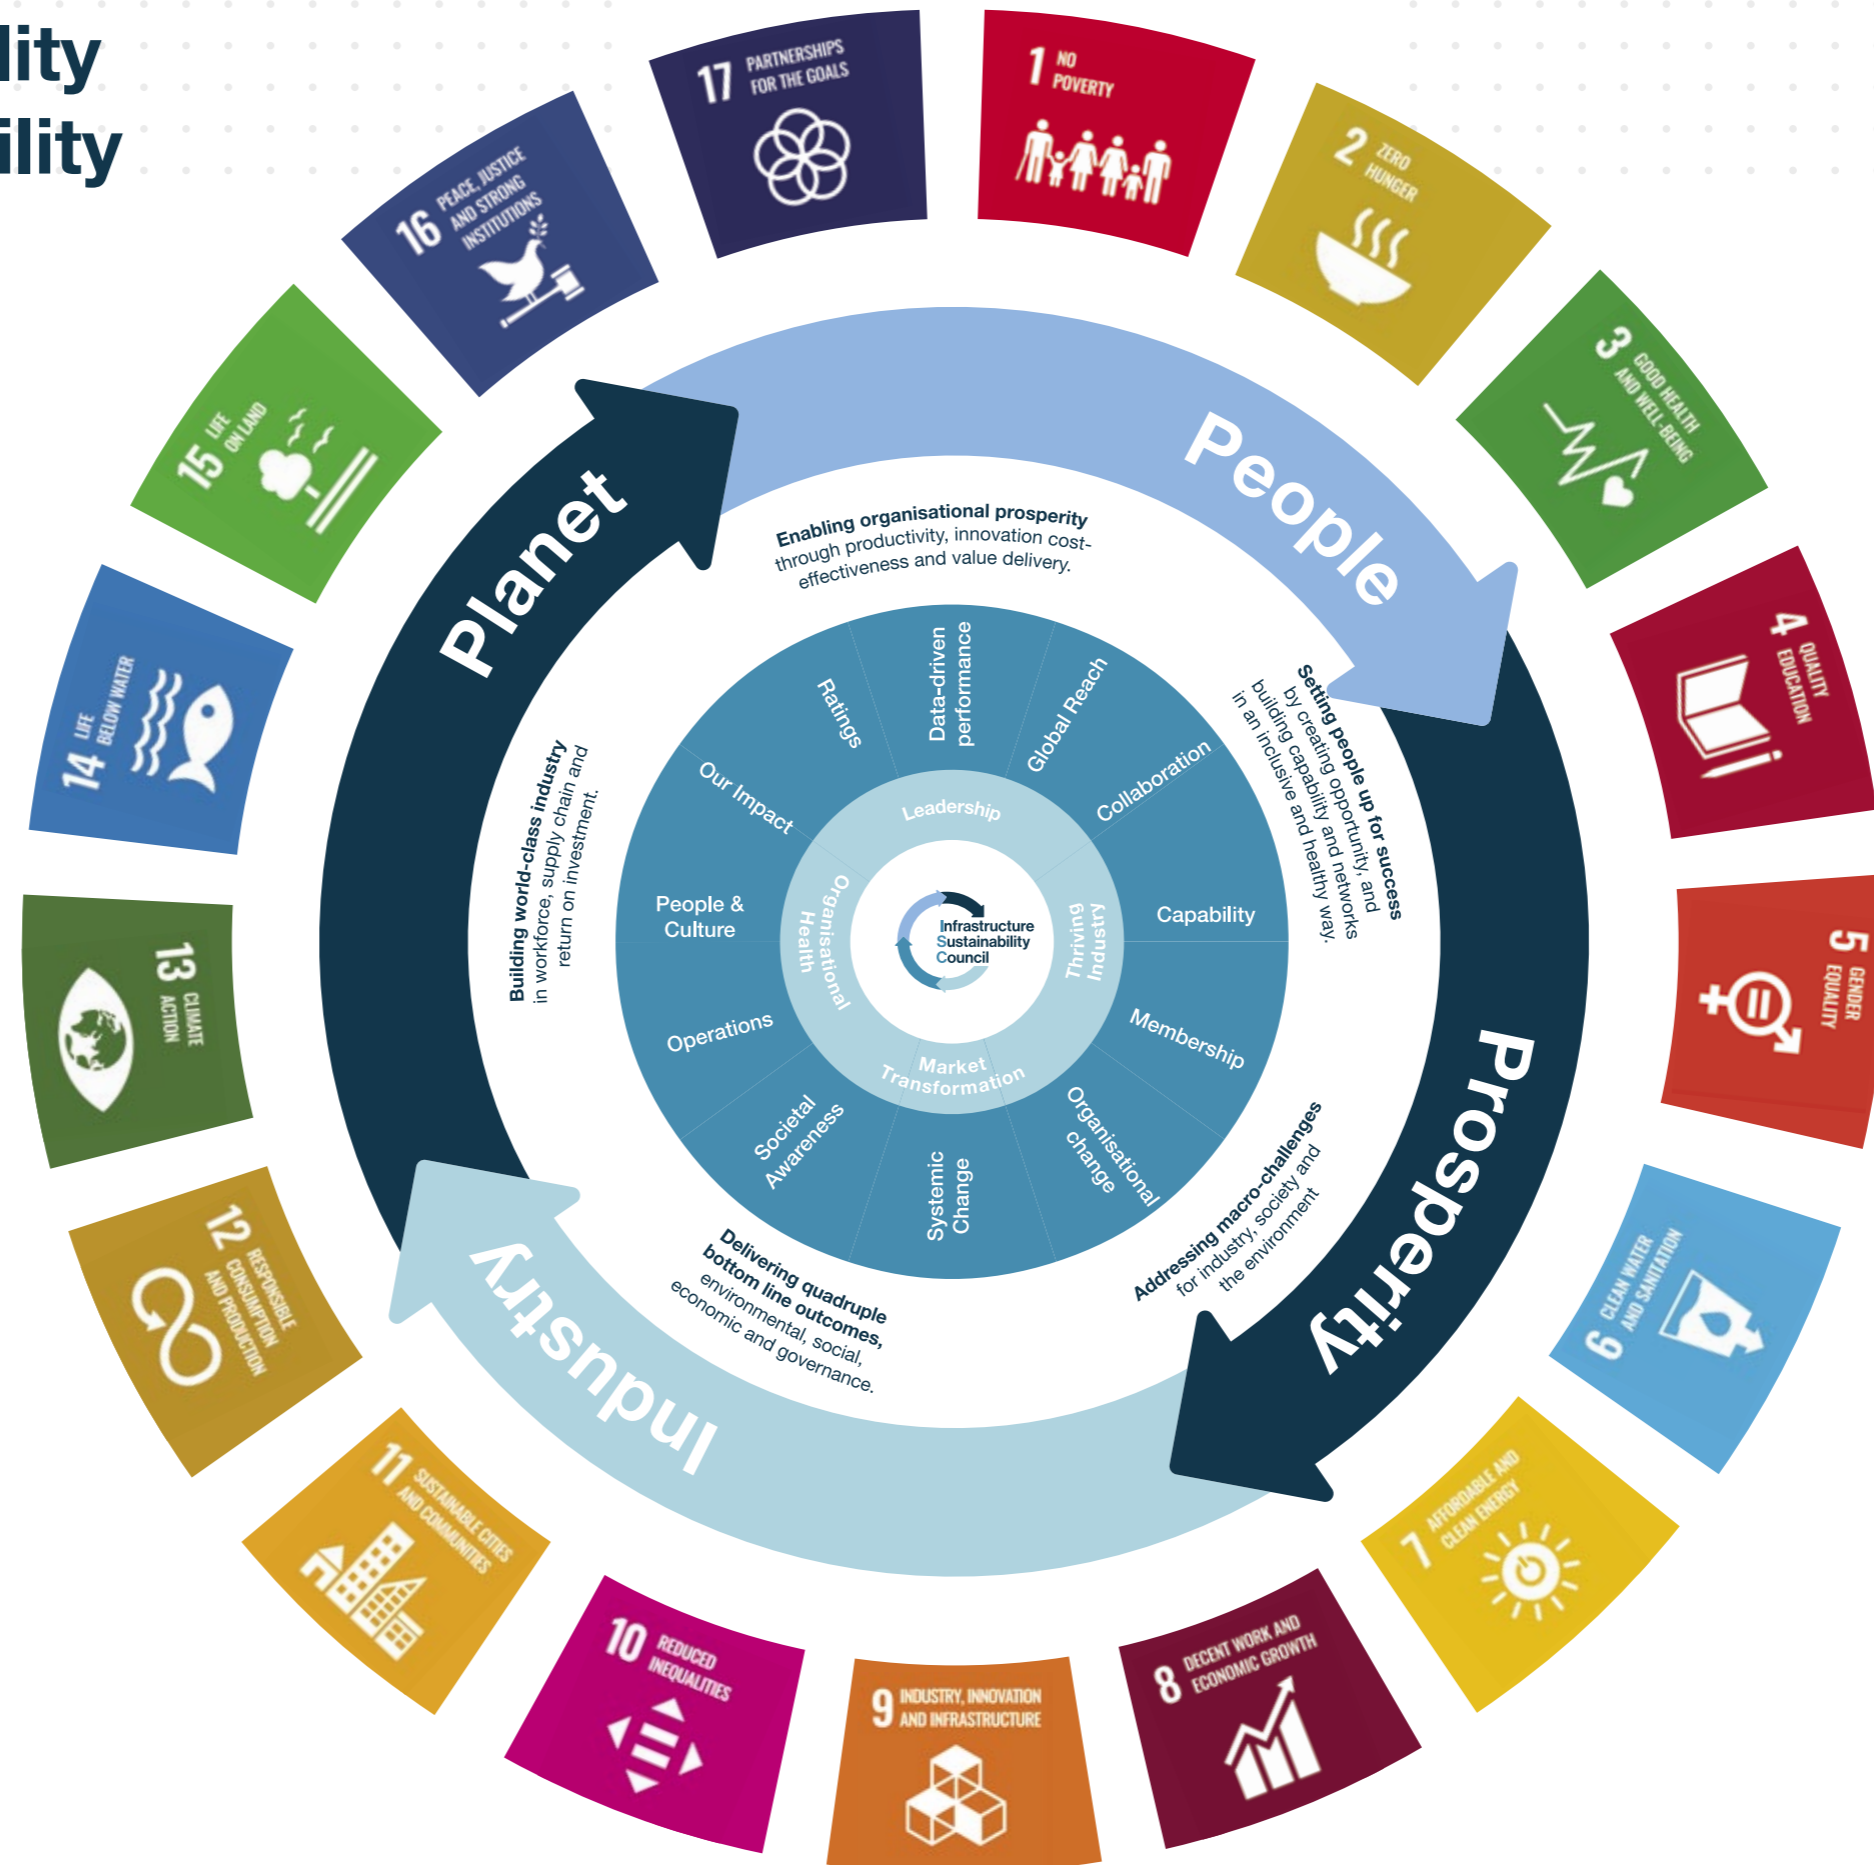 lity
ility
17 PARTNERSHIPS
FOR THE GOALS
1 NO
POVERTY
2 ZERO
HUNGER
3 GOOD HEALTH
AND WELL-BEING
4 QUALITY
EDUCATION
5 GENDER
EQUALITY
6 CLEAN WATER
AND SANITATION
7 AFFORDABLE AND
CLEAN ENERGY
8 DECENT WORK AND
ECONOMIC GROWTH
9 INDUSTRY, INNOVATION
AND INFRASTRUCTURE
10 REDUCED
INEQUALITIES
11 SUSTAINABLE CITIES
AND COMMUNITIES
12 RESPONSIBLE
CONSUMPTION
AND PRODUCTION
13 CLIMATE
ACTION
14 LIFE
BELOW WATER
15 LIFE
ON LAND
16 PEACE, JUSTICE
AND STRONG
INSTITUTIONS
People
Prosperity
Industry
Planet
Enabling organisational prosperity
through productivity, innovation cost-
effectiveness and value delivery.
Setting people up for success
by creating opportunity, and
building capability and networks
in an inclusive and healthy way.
Addressing macro-challenges
for industry, society and
the environment
Delivering quadruple
bottom line outcomes,
environmental, social,
economic and governance.
Building world-class industry
in workforce, supply chain and
return on investment.
Data-driven
performance
Global Reach
Collaboration
Capability
Membership
Organisational
change
Systemic
Change
Societal
Awareness
Operations
People &
Culture
Our Impact
Ratings
Leadership
Thriving
Industry
Market
Transformation
Organisational
Health
Infrastructure
Sustainability
Council